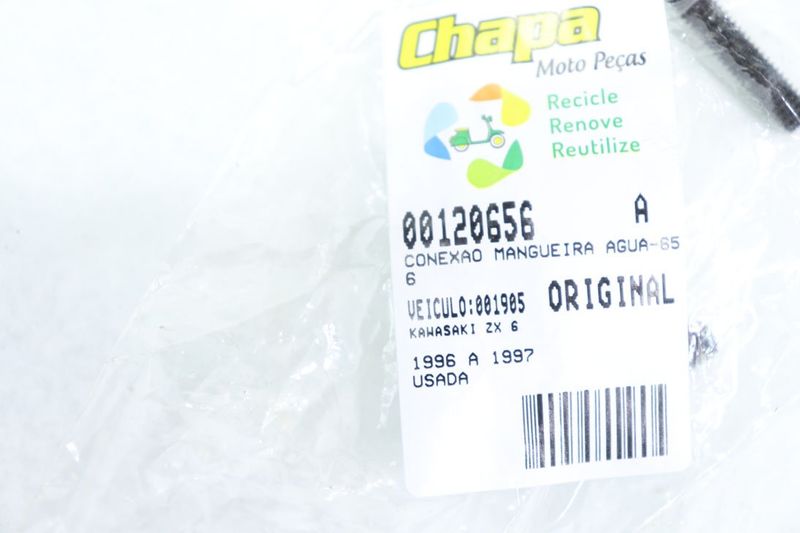 Chapa
Moto Peças
Recicle
Renove
Reutilize
00120656 A
CONEXAO MANGUEIRA AGUA-65
6
VEICULO:001905 ORIGINAL
KAWASAKI ZX 6
1996 A 1997
USADA